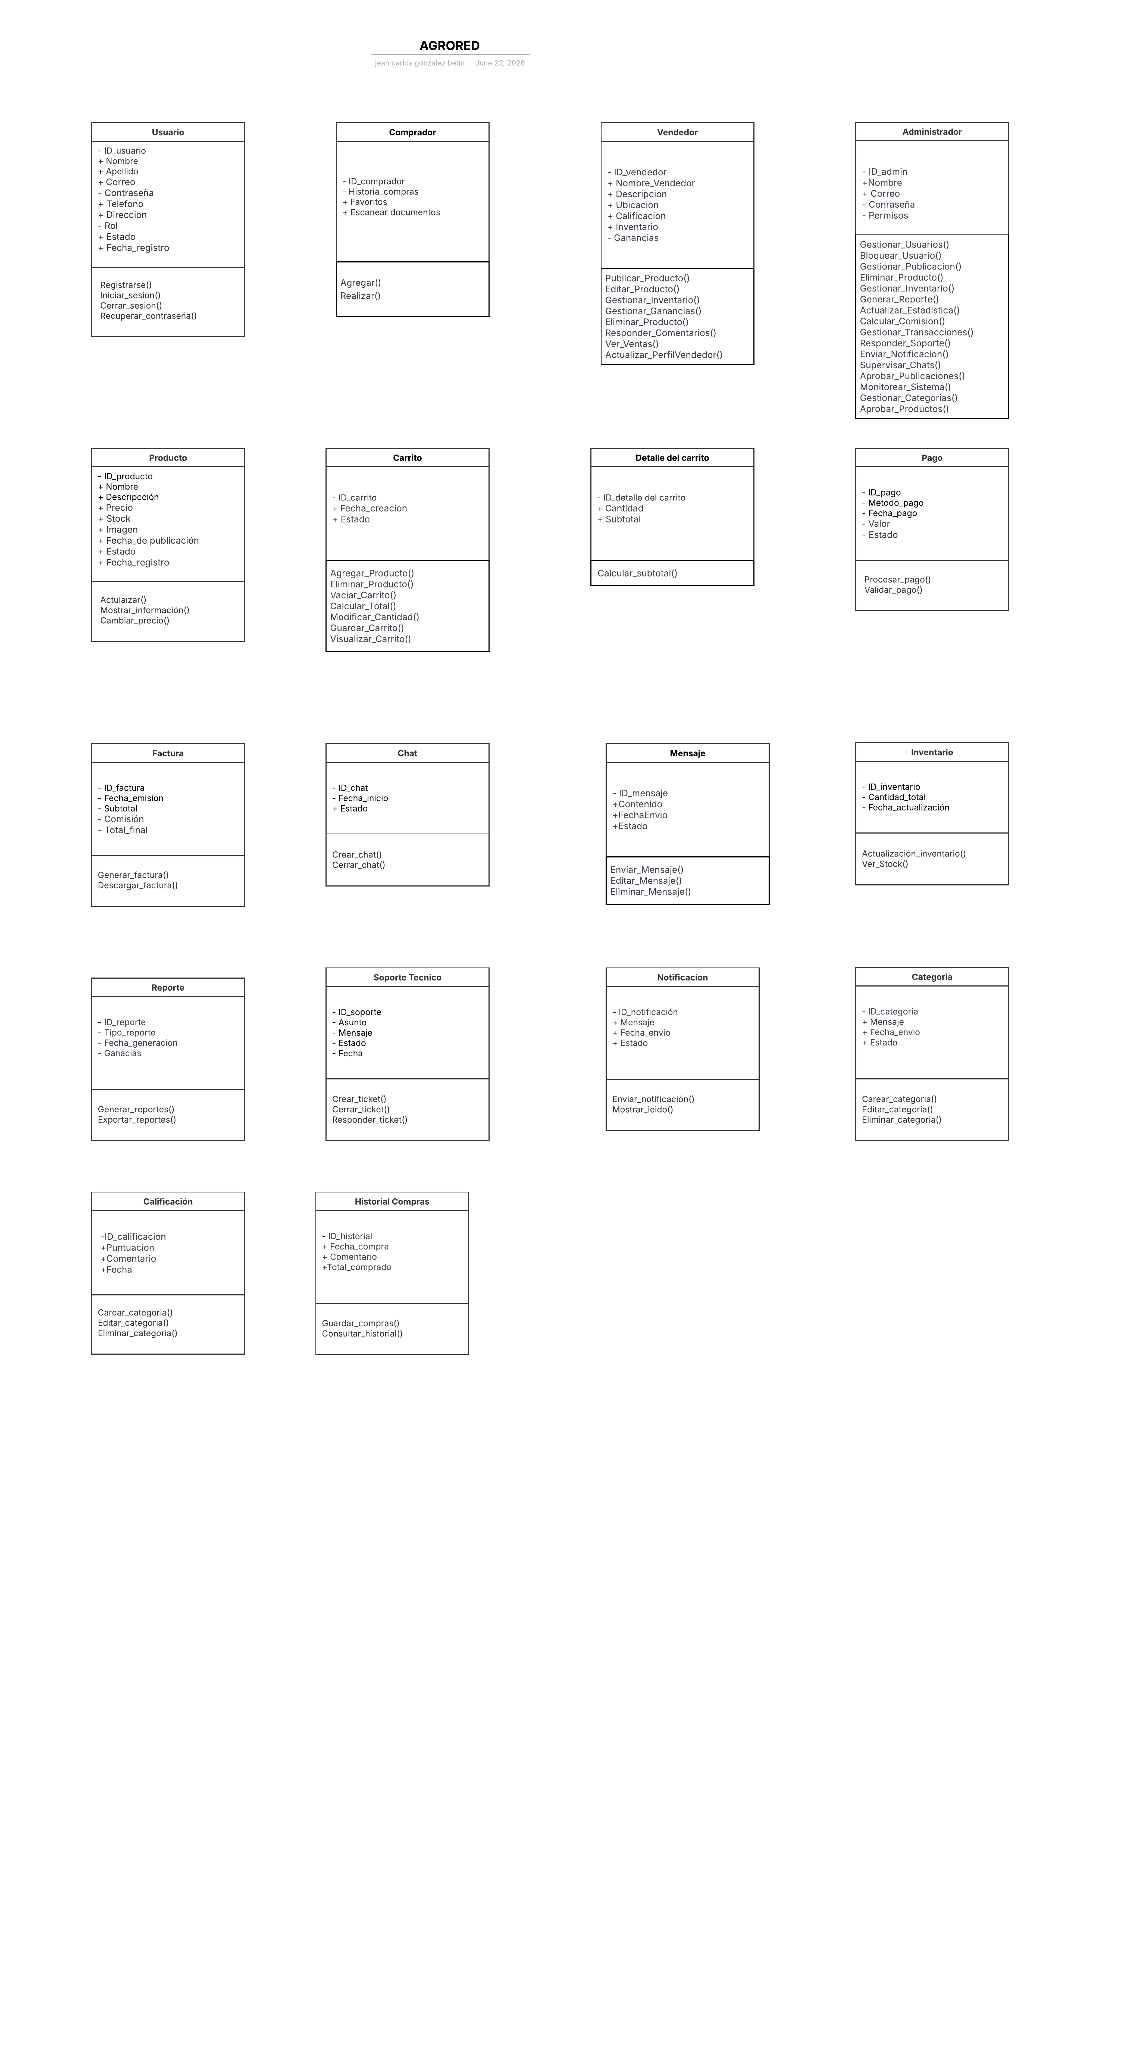 AGRORED
jean carlos gonzalez betin    June 23, 2026
Usuario
- ID_usuario
+ Nombre
+ Apellido
+ Correo
- Contraseña
+ Telefono
+ Direccion
- Rol
+ Estado
+ Fecha_registro
Registrarse()
Iniciar_sesion()
Cerrar_sesion()
Recuperar_contraseña()
Comprador
- ID_comprador
- Historia_compras
+ Favoritos
+ Escanear documentos
Agregar()
Realizar()
Vendedor
- ID_vendedor
+ Nombre_Vendedor
+ Descripcion
+ Ubicacion
+ Calificacion
+ Inventario
- Ganancias
Publicar_Producto()
Editar_Producto()
Gestionar_Inventario()
Gestionar_Ganancias()
Eliminar_Producto()
Responder_Comentarios()
Ver_Ventas()
Actualizar_PerfilVendedor()
Administrador
- ID_admin
+Nombre
+ Correo
- Conraseña
- Permisos
Gestionar_Usuarios()
Bloquear_Usuario()
Gestionar_Publicacion()
Eliminar_Producto()
Gestionar_Inventario()
Generar_Reporte()
Actualizar_Estadistica()
Calcular_Comision()
Gestionar_Transacciones()
Responder_Soporte()
Enviar_Notificacion()
Supervisar_Chats()
Aprobar_Publicaciones()
Monitorear_Sistema()
Gestionar_Categorias()
Aprobar_Productos()
Producto
- ID_producto
+ Nombre
+ Descripcción
+ Precio
+ Stock
+ Imagen
+ Fecha_de publicación
+ Estado
+ Fecha_registro
Actulaizar()
Mostrar_información()
Cambiar_precio()
Carrito
- ID_carrito
+ Fecha_creacion
+ Estado
Agregar_Producto()
Eliminar_Producto()
Vaciar_Carrito()
Calcular_Total()
Modificar_Cantidad()
Guardar_Carrito()
Visualizar_Carrito()
Detalle del carrito
- ID_detalle del carrito
+ Cantidad
+ Subtotal
Calcular_subtotal()
Pago
- ID_pago
- Metodo_pago
- Fecha_pago
- Valor
- Estado
Procesar_pago()
Validar_pago()
Factura
- ID_factura
- Fecha_emision
- Subtotal
- Comisión
- Total_final
Generar_factura()
Descargar_factura()
Chat
- ID_chat
- Fecha_inicio
+ Estado
Crear_chat()
Cerrar_chat()
Mensaje
- ID_mensaje
+Contenido
+FechaEnvio
+Estado
Enviar_Mensaje()
Editar_Mensaje()
Eliminar_Mensaje()
Inventario
- ID_inventario
- Cantidad_total
- Fecha_actualización
Actualización_inventario()
Ver_Stock()
Reporte
- ID_reporte
- Tipo_reporte
- Fecha_generacion
- Ganacias
Generar_reportes()
Exportar_reportes()
Soporte Tecnico
- ID_soporte
- Asunto
- Mensaje
- Estado
- Fecha
Crear_ticket()
Cerrar_ticket()
Responder_ticket()
Notificacion
- ID_notificación
+ Mensaje
+ Fecha_envio
+ Estado
Enviar_notificación()
Mostrar_leido()
Categoria
- ID_categoria
+ Mensaje
+ Fecha_envio
+ Estado
Carear_categoria()
Editar_categoria()
Eliminar_categoria()
Calificación
-ID_calificacion
+Puntuacion
+Comentario
+Fecha
Carear_categoria()
Editar_categoria()
Eliminar_categoria()
Historial Compras
- ID_historial
+ Fecha_compra
+ Comentario
+Total_comprado
Guardar_compras()
Consultar_historial()